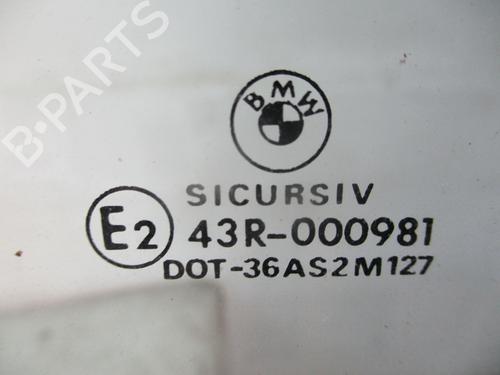 B-PARTS
BMW
SICURSIV
E2 43R-000981
DOT-36AS2M127